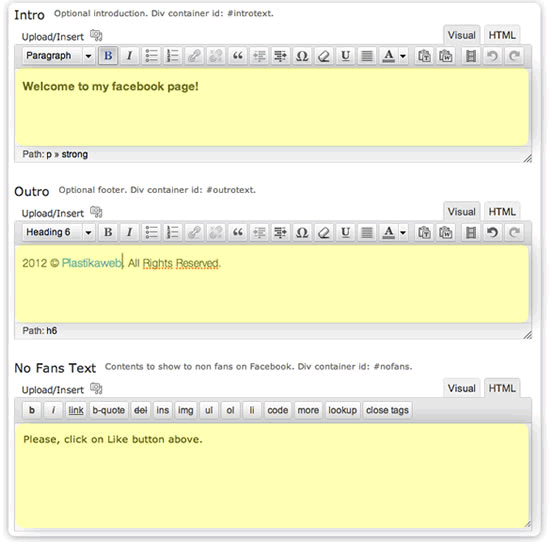 Intro Optional introduction. Div container id: #introtext.
Upload/Insert Visual HTML
Paragraph B I U A
Welcome to my facebook page!
Path: p » strong
Outro Optional footer. Div container id: #outrotext.
Upload/Insert Visual HTML
Heading 6 B I U A
2012 © Plastikaweb, All Rights Reserved.
Path: h6
No Fans Text Contents to show to non fans on Facebook. Div container id: #nofans.
Upload/Insert Visual HTML
b i link b-quote del ins img ul ol li code more lookup close tags
Please, click on Like button above.